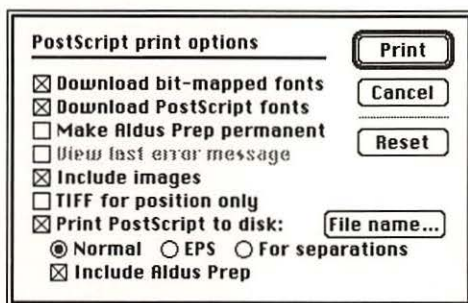 PostScript print options
Print
Download bit-mapped fonts
Cancel
Download PostScript fonts
Make Aldus Prep permanent
View last error message
Reset
Include images
TIFF for position only
Print PostScript to disk:
File name...
Normal EPS For separations
Include Aldus Prep